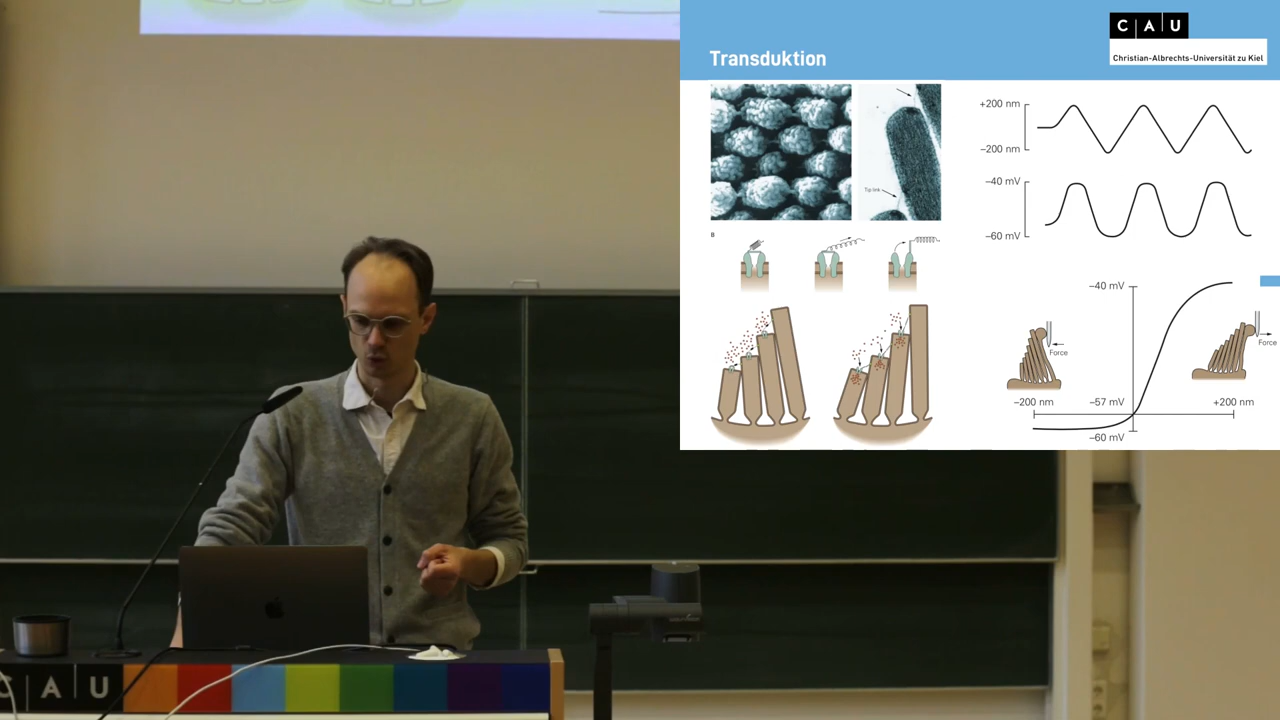 Transduktion
C A U
Christian-Albrechts-Universität zu Kiel
Tip link
B
+200 nm
–200 nm
–40 mV
–60 mV
–40 mV
Force
Force
–200 nm
–57 mV
+200 nm
–60 mV
C A U